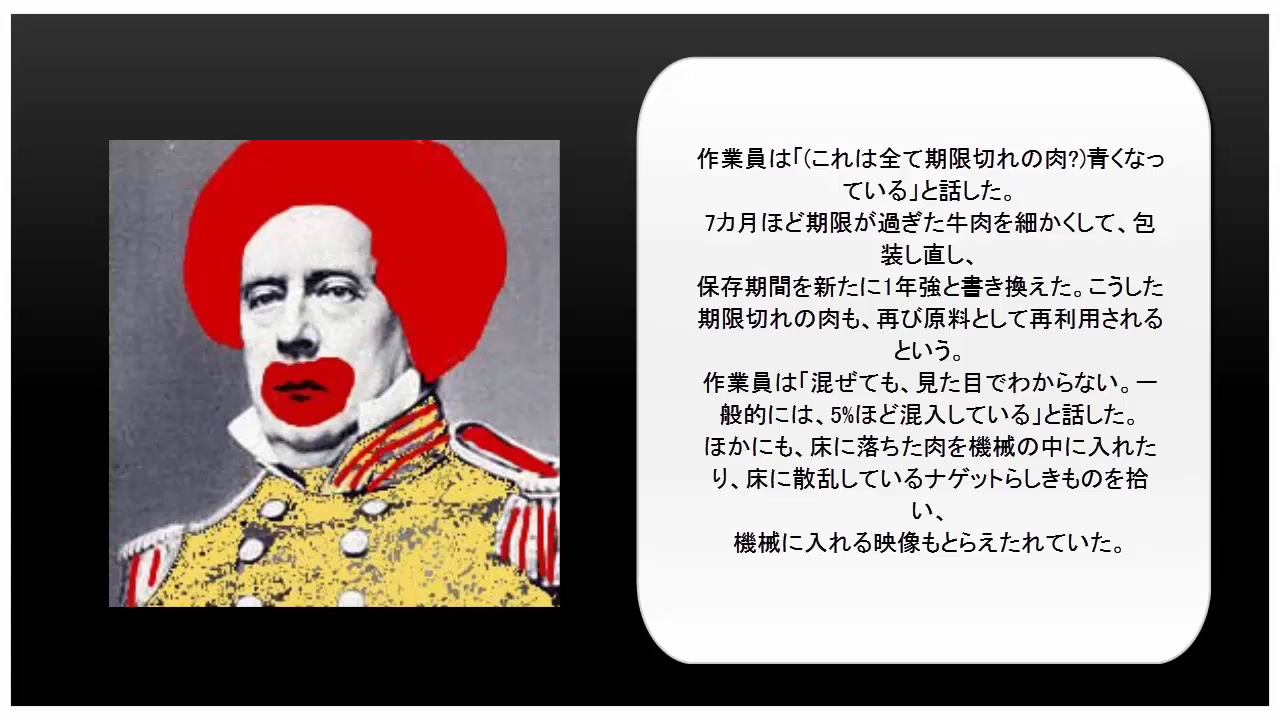 作業員は「(これは全て期限切れの肉?)青くなっ
ている」と話した。
7カ月ほど期限が過ぎた牛肉を細かくして、包
装し直し、
保存期間を新たに1年強と書き換えた。こうした
期限切れの肉も、再び原料として再利用される
という。
作業員は「混ぜても、見た目でわからない。一
般的には、5%ほど混入している」と話した。
ほかにも、床に落ちた肉を機械の中に入れた
り、床に散乱しているナゲットらしきものを拾
い、
機械に入れる映像もとらえたれていた。